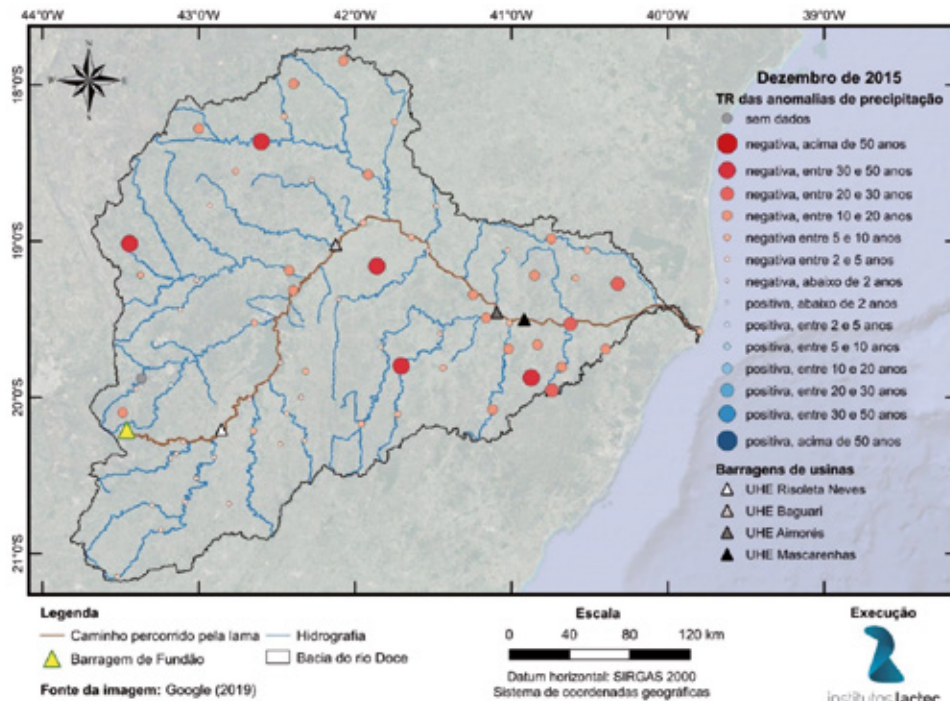 44°0'W 43°0'W 42°0'W 41°0'W 40°0'W 39°0'W
N
18°0'S
19°0'S
20°0'S
21°0'S
Dezembro de 2015
TR das anomalias de precipitação
sem dados
negativa, acima de 50 anos
negativa, entre 30 e 50 anos
negativa, entre 20 e 30 anos
negativa, entre 10 e 20 anos
negativa entre 5 e 10 anos
negativa entre 2 e 5 anos
negativa, abaixo de 2 anos
positiva, abaixo de 2 anos
positiva, entre 2 e 5 anos
positiva, entre 5 e 10 anos
positiva, entre 10 e 20 anos
positiva, entre 20 e 30 anos
positiva, entre 30 e 50 anos
positiva, acima de 50 anos
Barragens de usinas
UHE Risoleta Neves
UHE Baguari
UHE Aimorés
UHE Mascarenhas
Legenda
Caminho percorrido pela lama
Hidrografia
Barragem de Fundão
Bacia do rio Doce
Fonte da imagem: Google (2019)
Escala
0 40 80 120 km
Datum horizontal: SIRGAS 2000
Sistema de coordenadas geográficas
Execução
institutos lactec